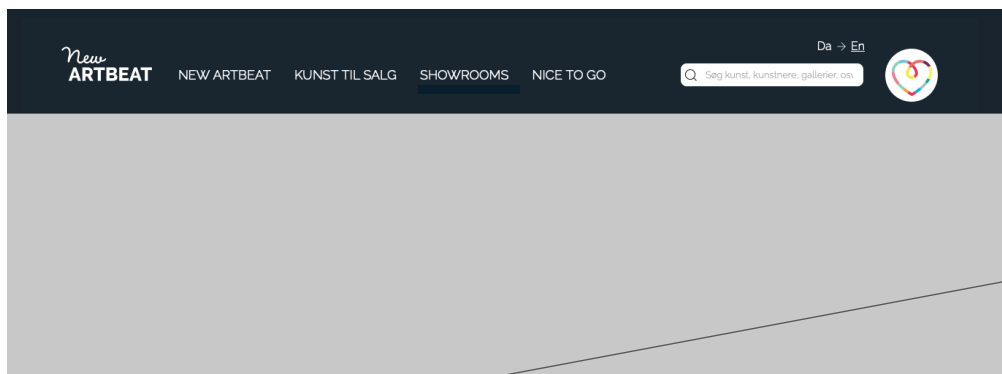 Da → En
New
ARTBEAT
NEW ARTBEAT KUNST TIL SALG SHOWROOMS NICE TO GO
Søg kunst, kunstnere, gallerier, osv